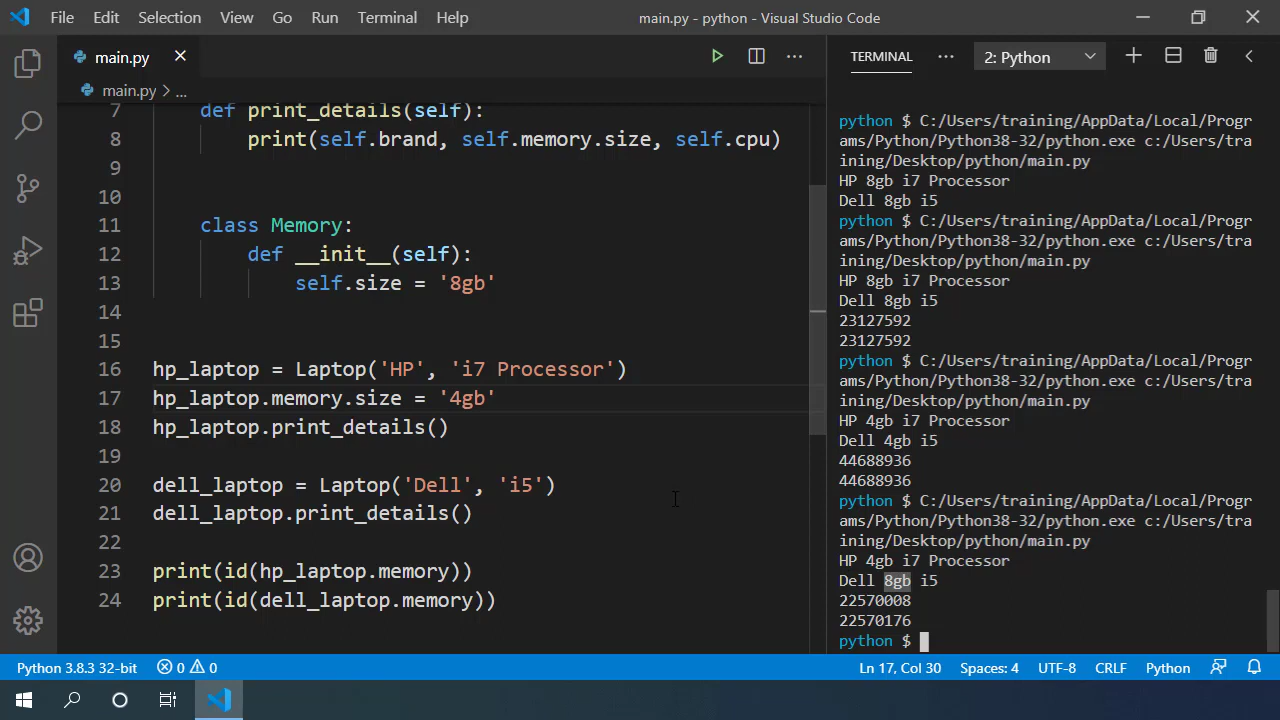 File Edit Selection View Go Run Terminal Help main.py - python - Visual Studio Code
main.py
main.py > ...
7 def print_details(self):
8 print(self.brand, self.memory.size, self.cpu)
9
10
11 class Memory:
12 def __init__(self):
13 self.size = '8gb'
14
15
16 hp_laptop = Laptop('HP', 'i7 Processor')
17 hp_laptop.memory.size = '4gb'
18 hp_laptop.print_details()
19
20 dell_laptop = Laptop('Dell', 'i5')
21 dell_laptop.print_details()
22
23 print(id(hp_laptop.memory))
24 print(id(dell_laptop.memory))
TERMINAL ... 2: Python
python $ C:/Users/training/AppData/Local/Progr
ams/Python/Python38-32/python.exe c:/Users/tra
ining/Desktop/python/main.py
HP 8gb i7 Processor
Dell 8gb i5
python $ C:/Users/training/AppData/Local/Progr
ams/Python/Python38-32/python.exe c:/Users/tra
ining/Desktop/python/main.py
HP 8gb i7 Processor
Dell 8gb i5
23127592
23127592
python $ C:/Users/training/AppData/Local/Progr
ams/Python/Python38-32/python.exe c:/Users/tra
ining/Desktop/python/main.py
HP 4gb i7 Processor
Dell 4gb i5
44688936
44688936
python $ C:/Users/training/AppData/Local/Progr
ams/Python/Python38-32/python.exe c:/Users/tra
ining/Desktop/python/main.py
HP 4gb i7 Processor
Dell 8gb i5
22570008
22570176
python $
Python 3.8.3 32-bit 0 0 Ln 17, Col 30 Spaces: 4 UTF-8 CRLF Python